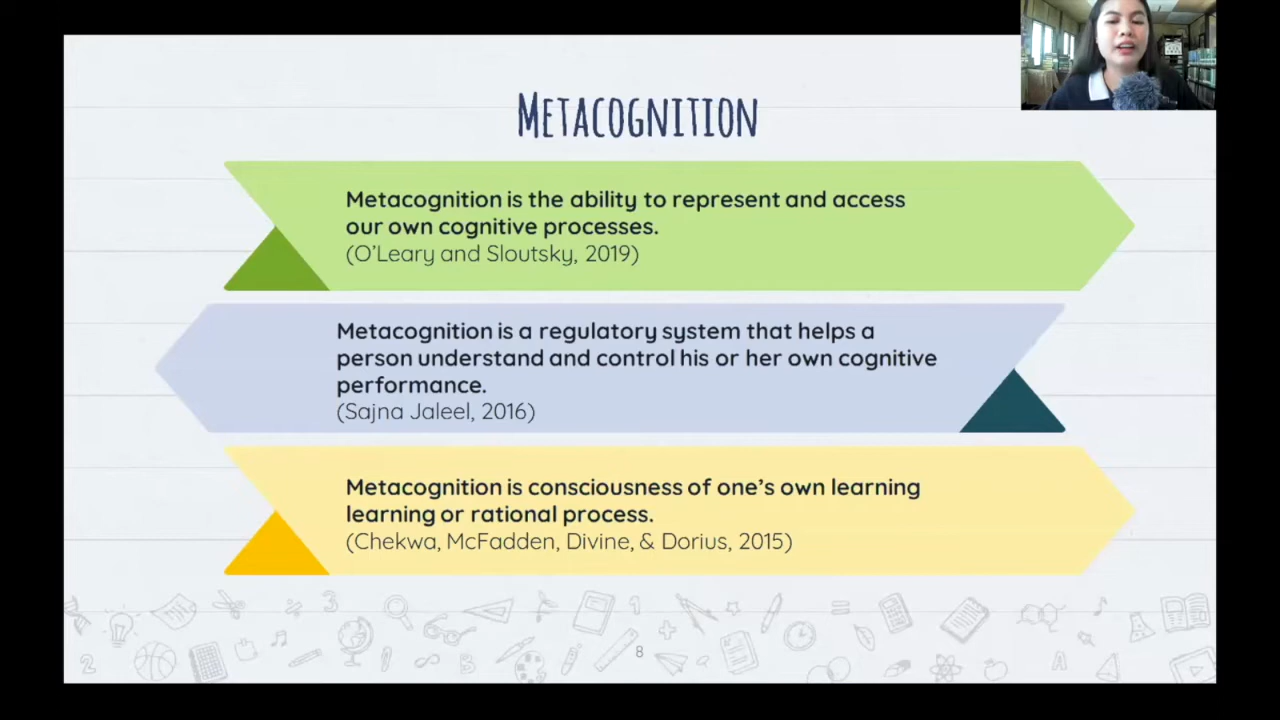 METACOGNITION
Metacognition is the ability to represent and access
our own cognitive processes.
(O'Leary and Sloutsky, 2019)
Metacognition is a regulatory system that helps a
person understand and control his or her own cognitive
performance.
(Sajna Jaleel, 2016)
Metacognition is consciousness of one's own learning
learning or rational process.
(Chekwa, McFadden, Divine, & Dorius, 2015)
8